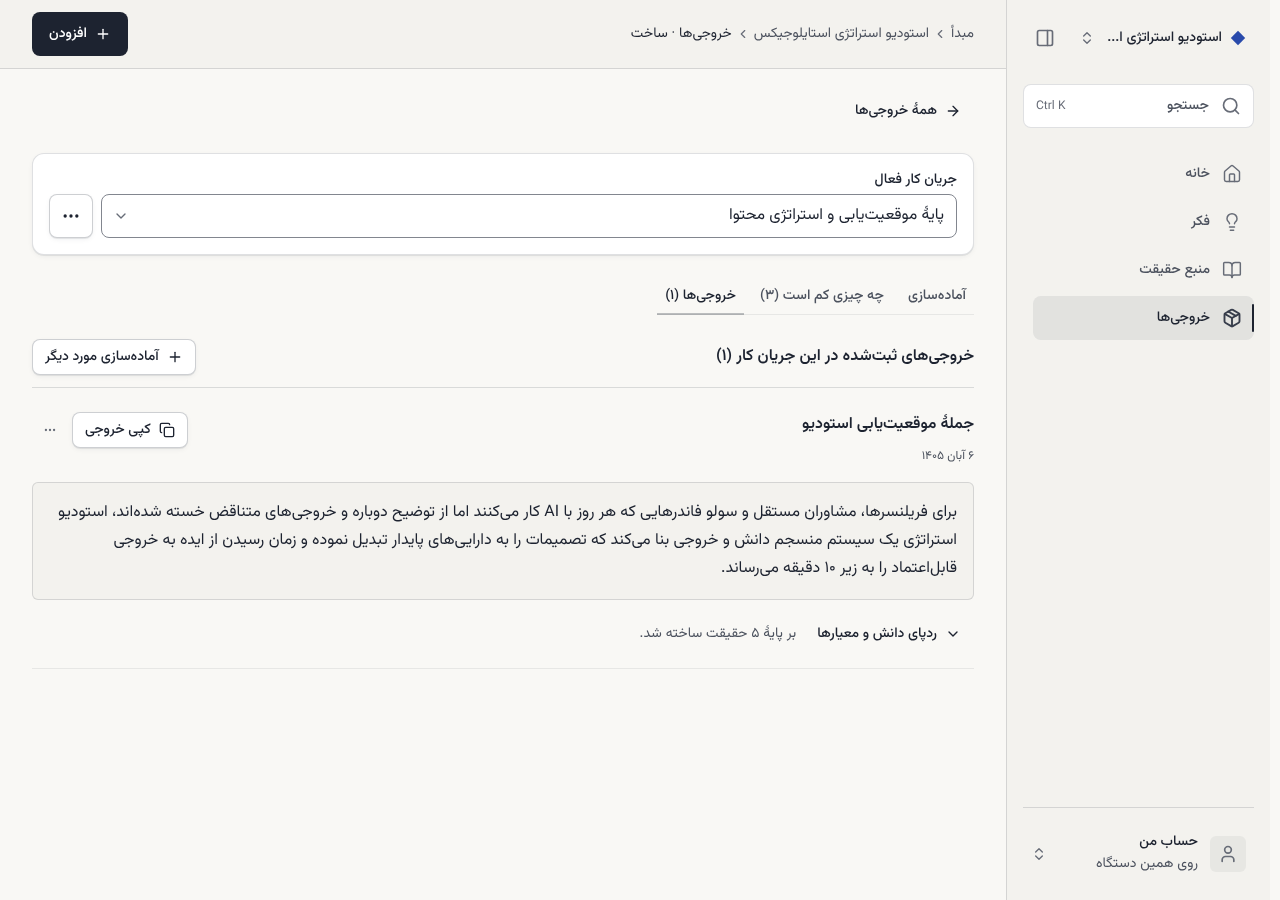 استودیو استراتژی ا...
جستجو
Ctrl K
خانه
فکر
منبع حقیقت
خروجی‌ها
حساب من
روی همین دستگاه
مبدأ › استودیو استراتژی استایلوجیکس › خروجی‌ها · ساخت
افزودن
همهٔ خروجی‌ها
جریان کار فعال
پایهٔ موقعیت‌یابی و استراتژی محتوا
آماده‌سازی
چه چیزی کم است (۳)
خروجی‌ها (۱)
خروجی‌های ثبت‌شده در این جریان کار (۱)
آماده‌سازی مورد دیگر
جملهٔ موقعیت‌یابی استودیو
کپی خروجی
۶ آبان ۱۴۰۵
برای فریلنسرها، مشاوران مستقل و سولو فاندرهایی که هر روز با AI کار می‌کنند اما از توضیح دوباره و خروجی‌های متناقض خسته شده‌اند، استودیو
استراتژی یک سیستم منسجم دانش و خروجی بنا می‌کند که تصمیمات را به دارایی‌های پایدار تبدیل نموده و زمان رسیدن از ایده به خروجی
قابل‌اعتماد را به زیر ۱۰ دقیقه می‌رساند.
ردپای دانش و معیارها
بر پایهٔ ۵ حقیقت ساخته شد.